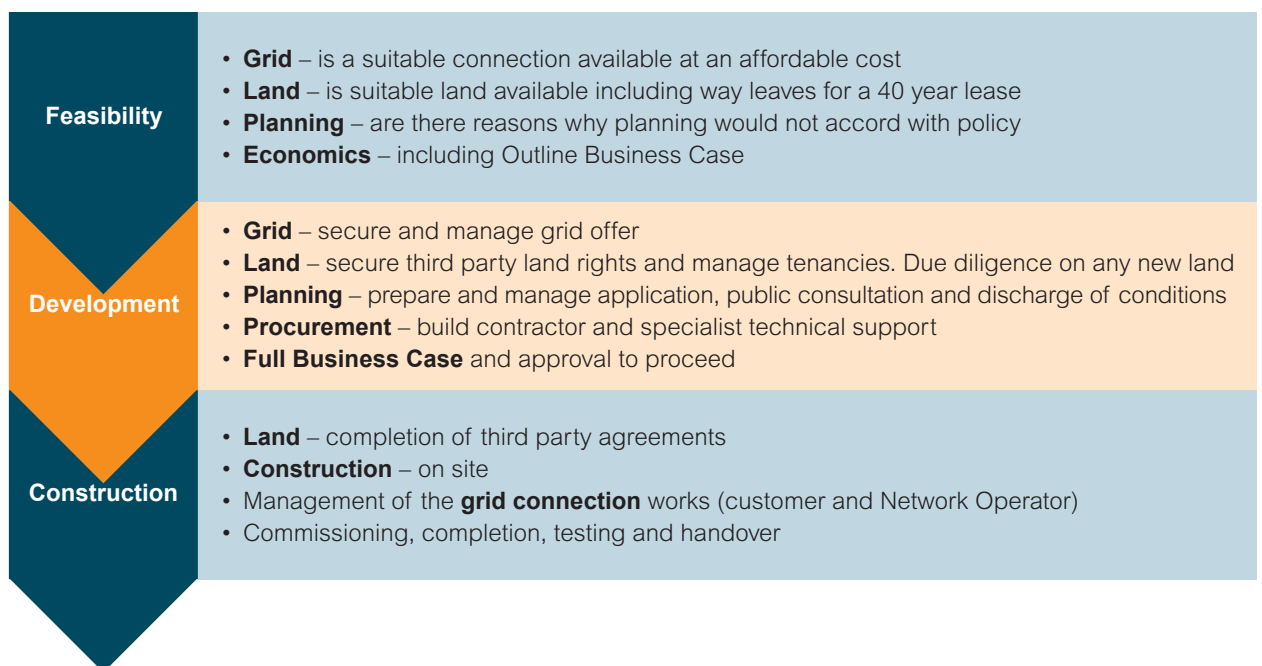 Feasibility
• Grid – is a suitable connection available at an affordable cost
• Land – is suitable land available including way leaves for a 40 year lease
• Planning – are there reasons why planning would not accord with policy
• Economics – including Outline Business Case
Development
• Grid – secure and manage grid offer
• Land – secure third party land rights and manage tenancies. Due diligence on any new land
• Planning – prepare and manage application, public consultation and discharge of conditions
• Procurement – build contractor and specialist technical support
• Full Business Case and approval to proceed
Construction
• Land – completion of third party agreements
• Construction – on site
• Management of the grid connection works (customer and Network Operator)
• Commissioning, completion, testing and handover